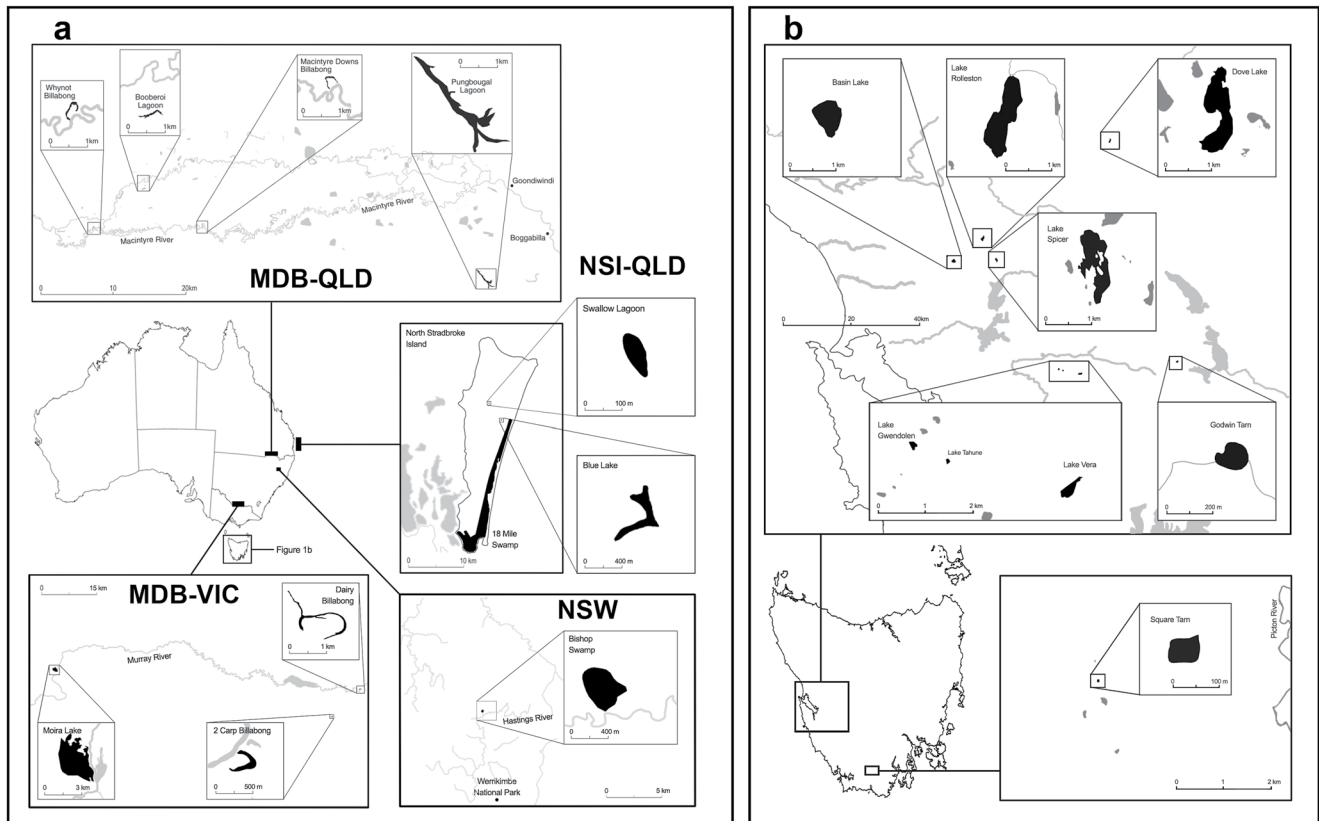 a
Whynot
Billabong
0 1km
Booberoi
Lagoon
0 1km
Macintyre Downs
Billabong
0 1km
0 1km
Pungbougal
Lagoon
Goondiwindi
Macintyre River
Macintyre River
Boggabilla
0 10 20km
MDB-QLD
NSI-QLD
North Stradbroke
Island
18 Mile
Swamp
0 10 km
Swallow Lagoon
0 100 m
Blue Lake
0 400 m
Figure 1b
MDB-VIC
0 15 km
Dairy
Billabong
0 1 km
Murray River
Moira Lake
0 3 km
2 Carp Billabong
0 500 m
NSW
Bishop
Swamp
0 400 m
Hastings River
Werrikimbe
National Park
0 5 km
b
Basin Lake
0 1 km
Lake
Rolleston
0 1 km
Dove Lake
0 1 km
Lake
Spicer
0 1 km
0 20 40km
Lake
Gwendolen
Lake Tahune
Lake Vera
0 1 2 km
Godwin Tarn
0 200 m
Square Tarn
0 100 m
Picton River
0 1 2 km